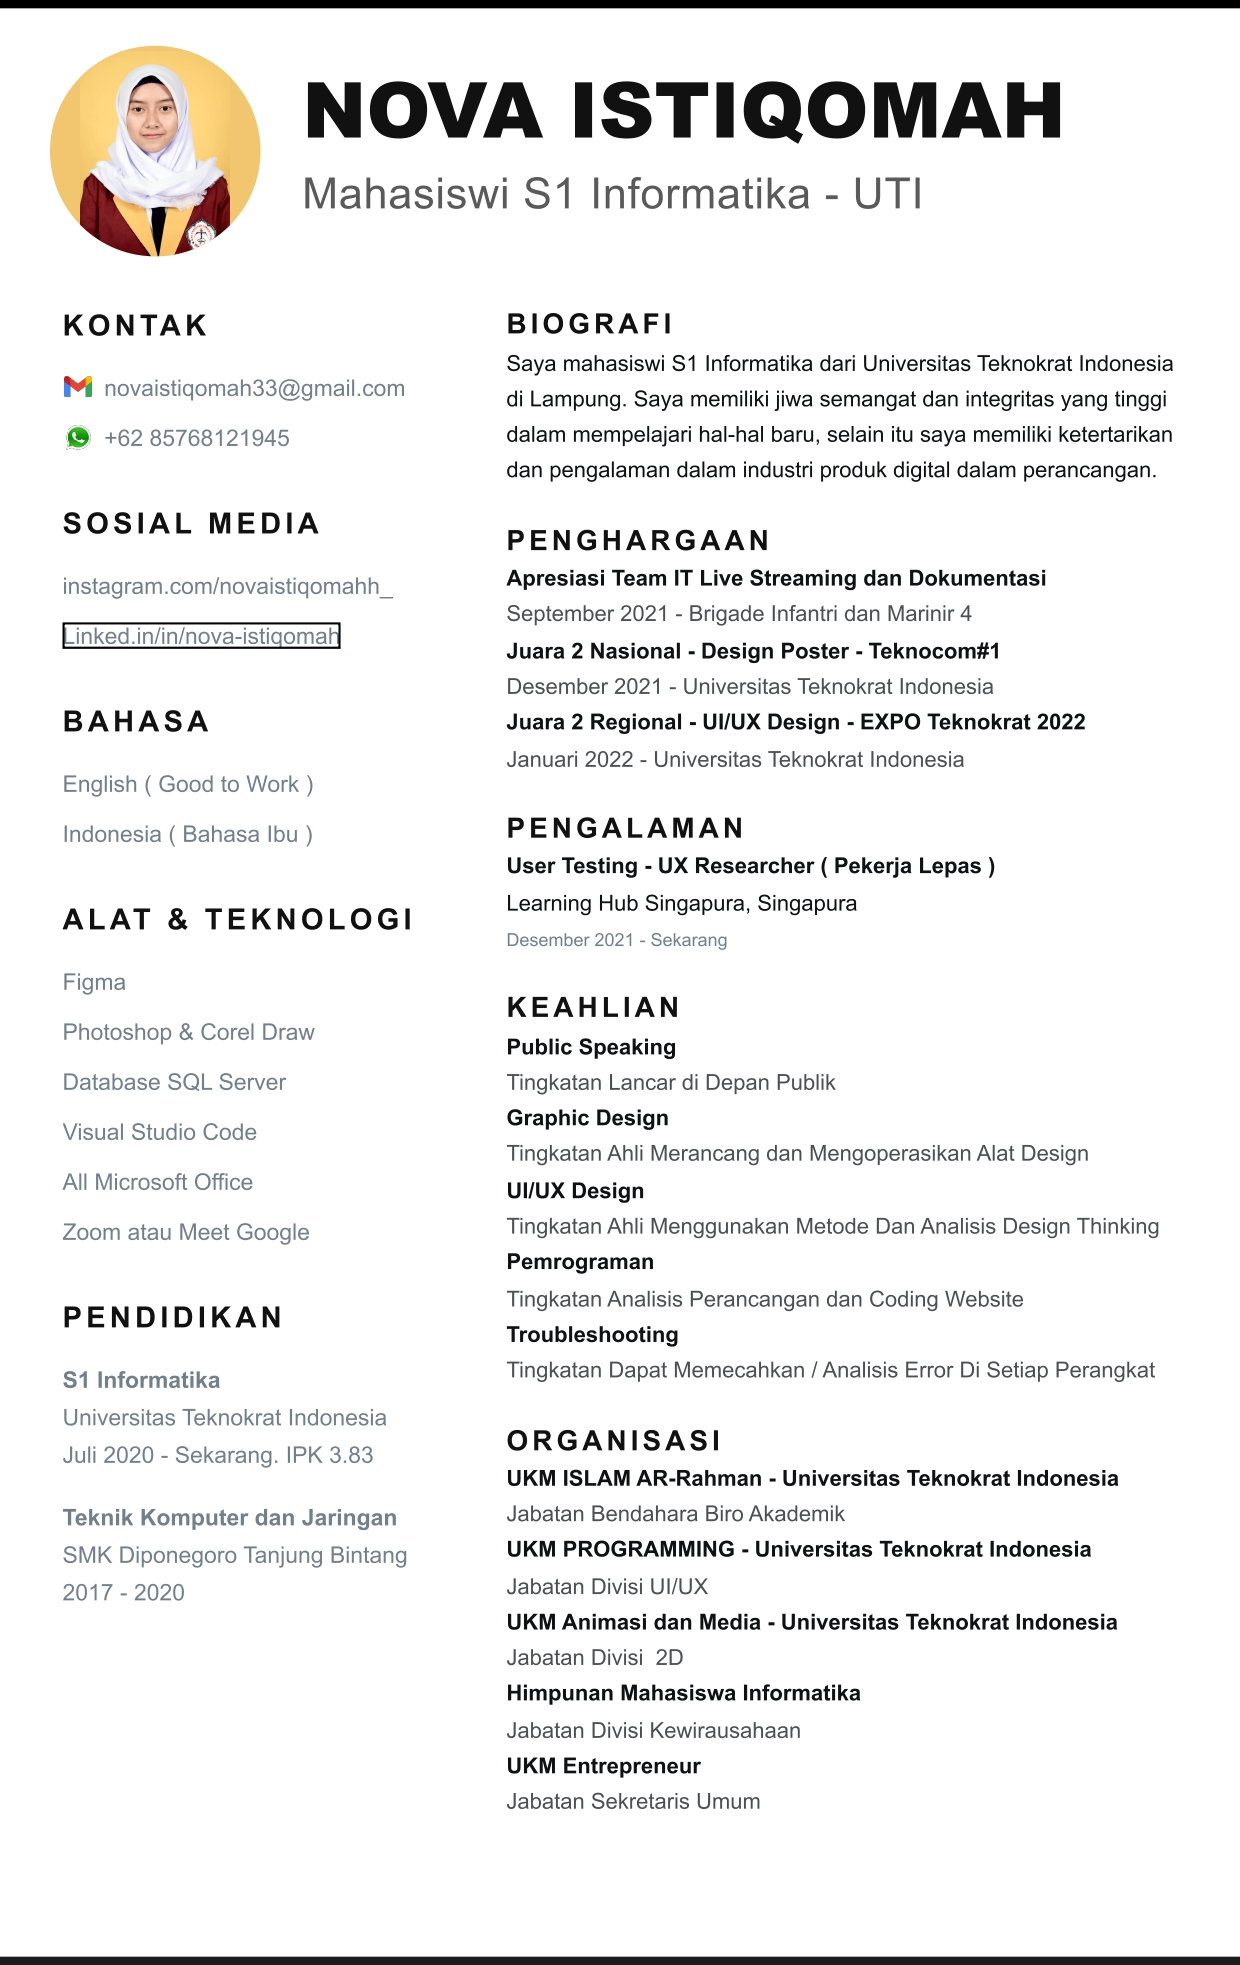 NOVA ISTIQOMAH
Mahasiswi S1 Informatika - UTI
KONTAK
novaistiqomah33@gmail.com
+62 85768121945
SOSIAL MEDIA
instagram.com/novaistiqomahh_
Linked.in/in/nova-istiqomah
BAHASA
English ( Good to Work )
Indonesia ( Bahasa Ibu )
ALAT & TEKNOLOGI
Figma
Photoshop & Corel Draw
Database SQL Server
Visual Studio Code
All Microsoft Office
Zoom atau Meet Google
PENDIDIKAN
S1 Informatika
Universitas Teknokrat Indonesia
Juli 2020 - Sekarang. IPK 3.83
Teknik Komputer dan Jaringan
SMK Diponegoro Tanjung Bintang
2017 - 2020
BIOGRAFI
Saya mahasiswi S1 Informatika dari Universitas Teknokrat Indonesia
di Lampung. Saya memiliki jiwa semangat dan integritas yang tinggi
dalam mempelajari hal-hal baru, selain itu saya memiliki ketertarikan
dan pengalaman dalam industri produk digital dalam perancangan.
PENGHARGAAN
Apresiasi Team IT Live Streaming dan Dokumentasi
September 2021 - Brigade Infantri dan Marinir 4
Juara 2 Nasional - Design Poster - Teknocom#1
Desember 2021 - Universitas Teknokrat Indonesia
Juara 2 Regional - UI/UX Design - EXPO Teknokrat 2022
Januari 2022 - Universitas Teknokrat Indonesia
PENGALAMAN
User Testing - UX Researcher ( Pekerja Lepas )
Learning Hub Singapura, Singapura
Desember 2021 - Sekarang
KEAHLIAN
Public Speaking
Tingkatan Lancar di Depan Publik
Graphic Design
Tingkatan Ahli Merancang dan Mengoperasikan Alat Design
UI/UX Design
Tingkatan Ahli Menggunakan Metode Dan Analisis Design Thinking
Pemrograman
Tingkatan Analisis Perancangan dan Coding Website
Troubleshooting
Tingkatan Dapat Memecahkan / Analisis Error Di Setiap Perangkat
ORGANISASI
UKM ISLAM AR-Rahman - Universitas Teknokrat Indonesia
Jabatan Bendahara Biro Akademik
UKM PROGRAMMING - Universitas Teknokrat Indonesia
Jabatan Divisi UI/UX
UKM Animasi dan Media - Universitas Teknokrat Indonesia
Jabatan Divisi  2D
Himpunan Mahasiswa Informatika
Jabatan Divisi Kewirausahaan
UKM Entrepreneur
Jabatan Sekretaris Umum